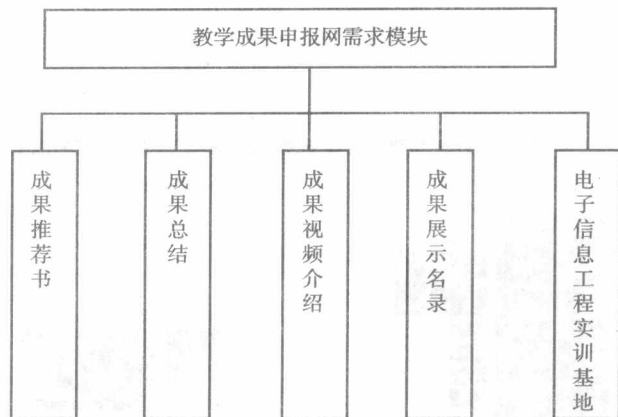 教学成果申报网需求模块
成果推荐书
成果总结
成果视频介绍
成果展示名录
电子信息工程实训基地